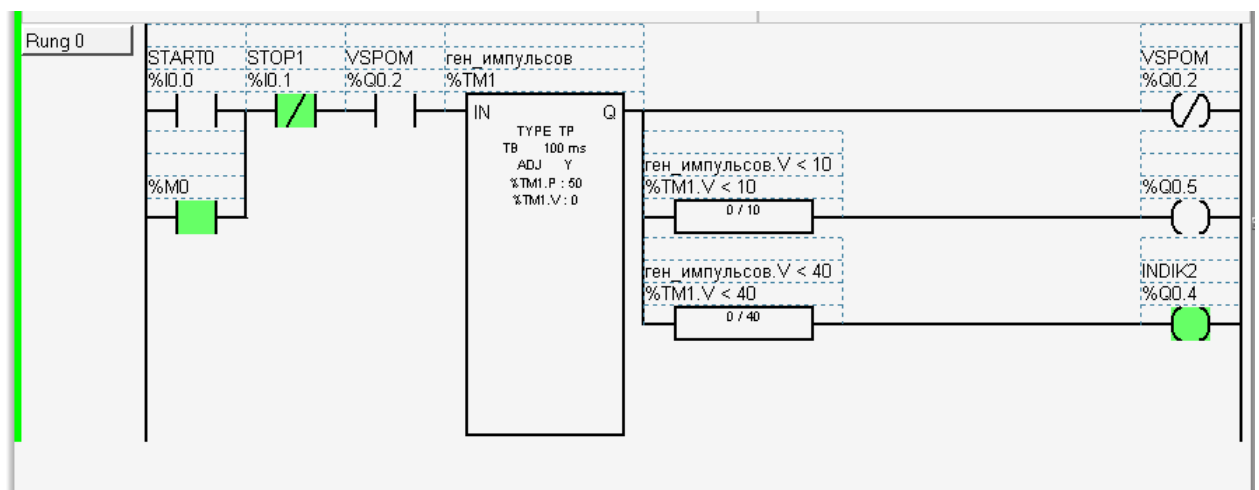 Rung 0
START0 STOP1 VSPOM ген_импульсов VSPOM
%I0.0 %I0.1 %Q0.2 %TM1 %Q0.2
IN Q
TYPE TP
TB 100 ms
ADJ Y
%TM1.P : 50
%TM1.V : 0
ген_импульсов.V < 10
%M0 %TM1.V < 10 %Q0.5
0 / 10
ген_импульсов.V < 40 INDIK2
%TM1.V < 40 %Q0.4
0 / 40